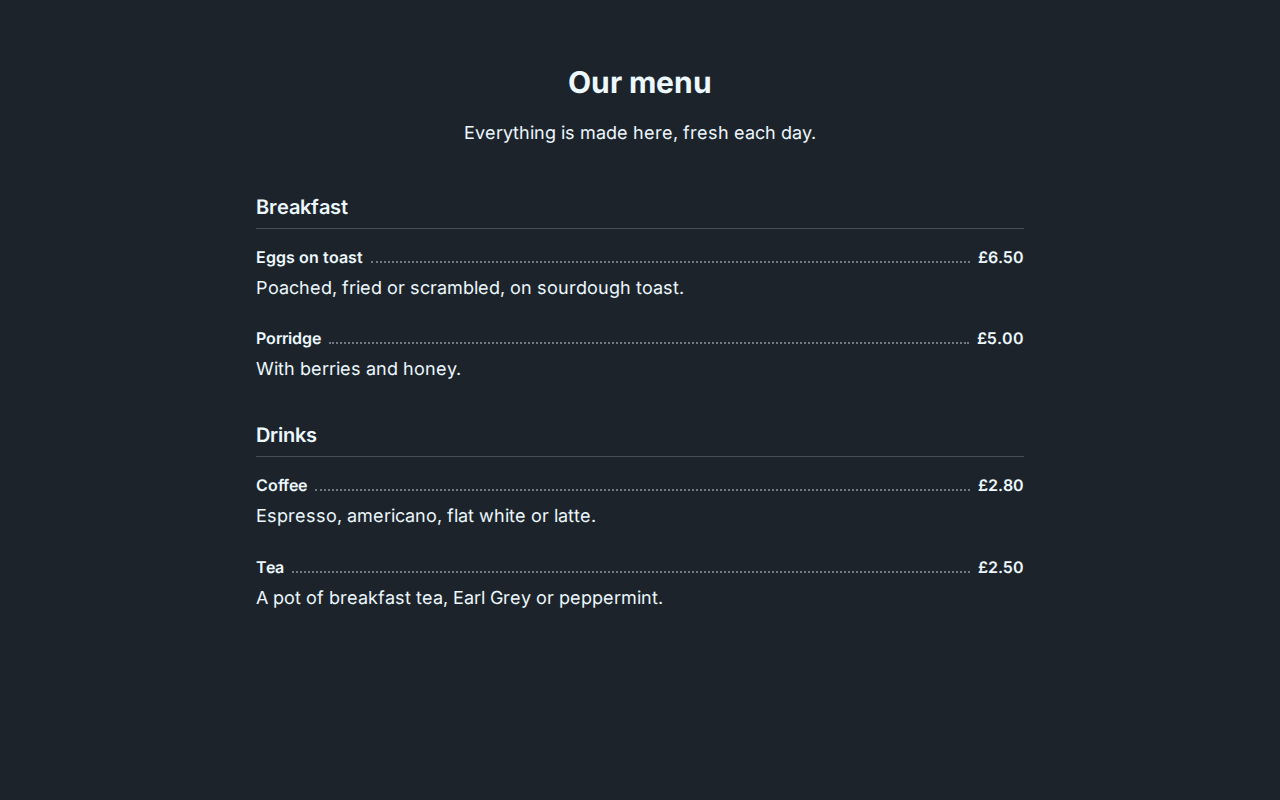 Our menu
Everything is made here, fresh each day.
Breakfast
Eggs on toast £6.50
Poached, fried or scrambled, on sourdough toast.
Porridge £5.00
With berries and honey.
Drinks
Coffee £2.80
Espresso, americano, flat white or latte.
Tea £2.50
A pot of breakfast tea, Earl Grey or peppermint.